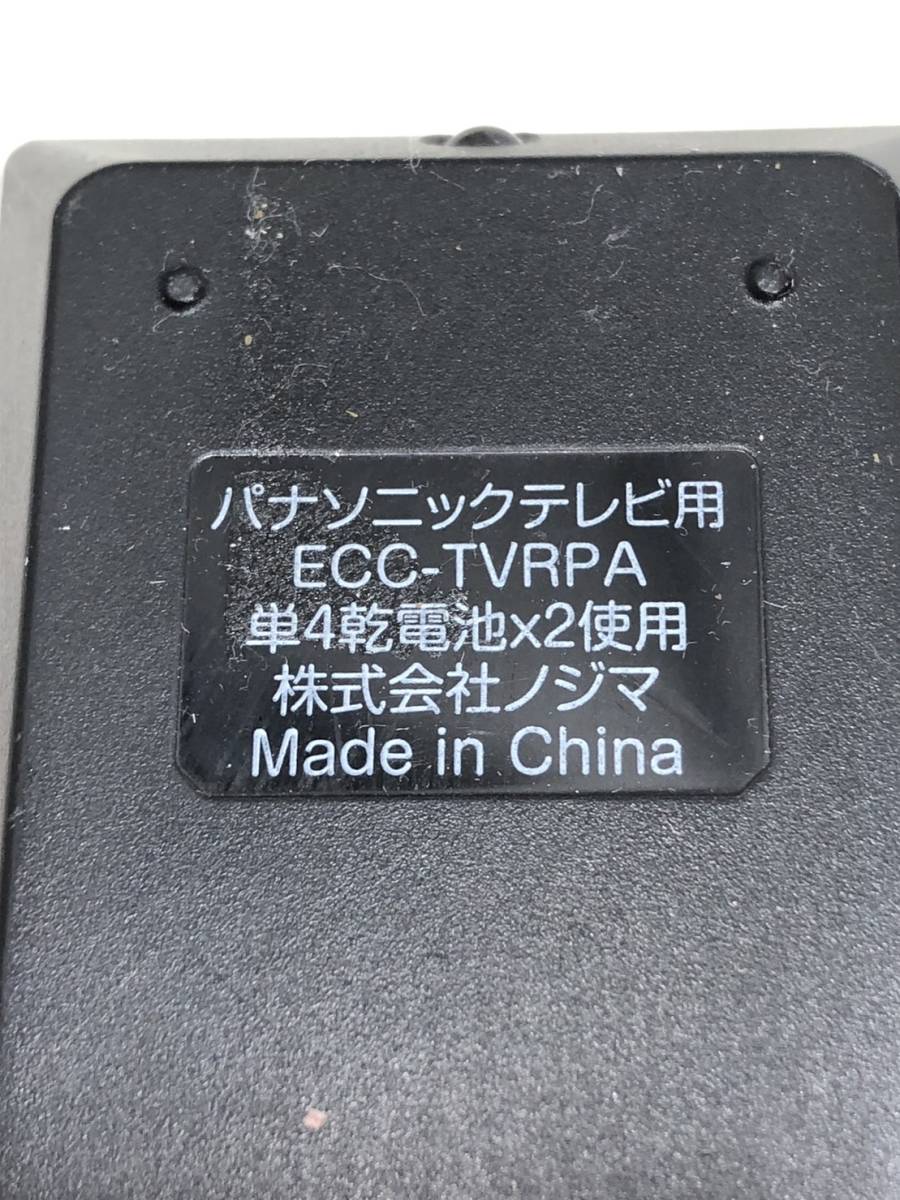 パナソニックテレビ用
ECC-TVRPA
単4乾電池x2使用
株式会社ノジマ
Made in China